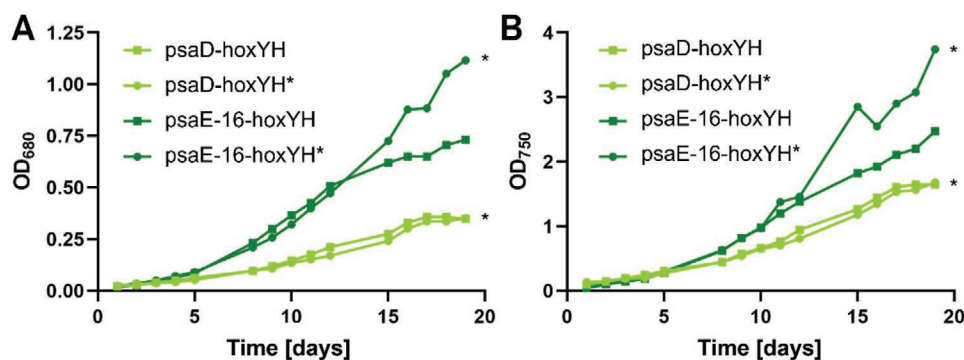 A
1.25
1.00
0.75
0.50
0.25
0.00
OD680
psaD-hoxYH
psaD-hoxYH*
psaE-16-hoxYH
psaE-16-hoxYH*
*
*
0 5 10 15 20
Time [days]
B
4
3
2
1
0
OD750
psaD-hoxYH
psaD-hoxYH*
psaE-16-hoxYH
psaE-16-hoxYH*
*
*
0 5 10 15 20
Time [days]